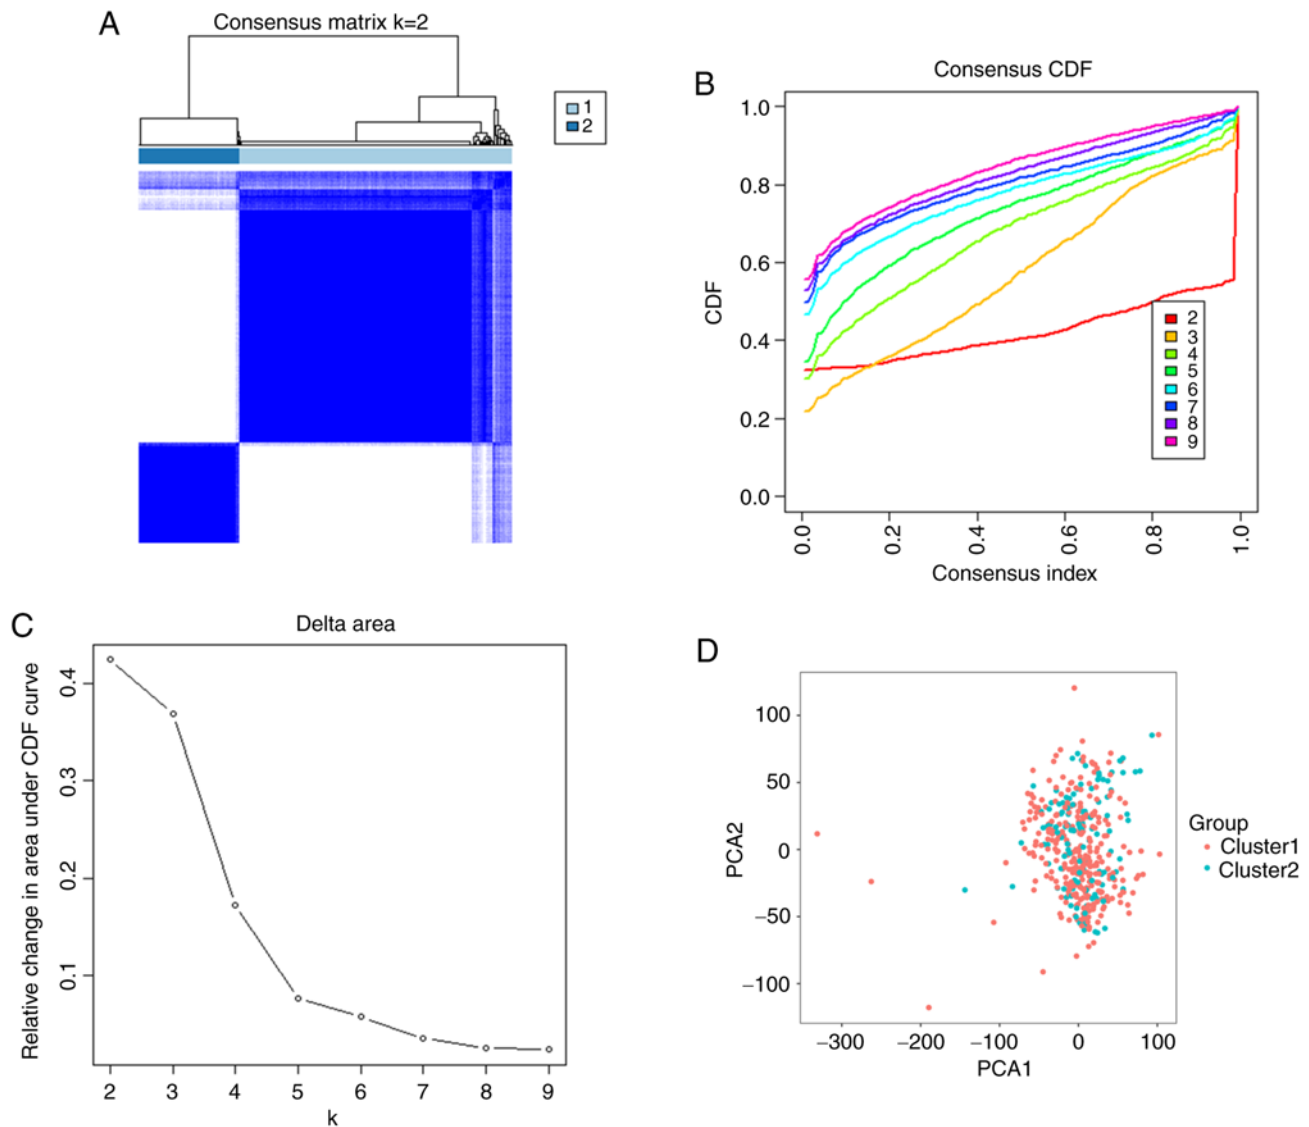 A
Consensus matrix k=2
1
2
B
Consensus CDF
CDF
1.0
0.8
0.6
0.4
0.2
0.0
2
3
4
5
6
7
8
9
0.0 0.2 0.4 0.6 0.8 1.0
Consensus index
C
Delta area
Relative change in area under CDF curve
0.4
0.3
0.2
0.1
2 3 4 5 6 7 8 9
k
D
PCA2
100
50
0
−50
−100
−300 −200 −100 0 100
PCA1
Group
Cluster1
Cluster2